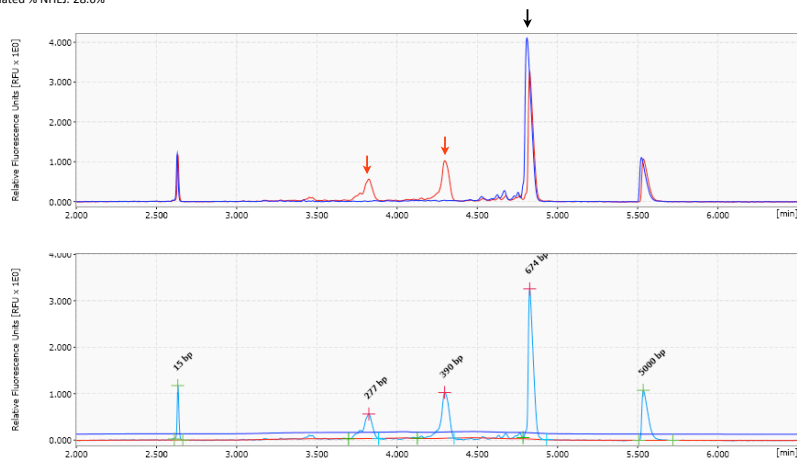 Relative Fluorescence Units [RFU x 1E0]
4.000
3.000
2.000
1.000
0.000
2.000 2.500 3.000 3.500 4.000 4.500 5.000 5.500 6.000 [min]
Relative Fluorescence Units [RFU x 1E0]
3.000
2.000
1.000
0.000
15 bp
277 bp
390 bp
674 bp
5000 bp
2.000 2.500 3.000 3.500 4.000 4.500 5.000 5.500 6.000 [min]